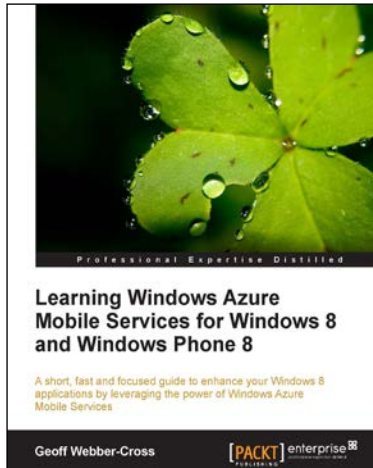 Professional Expertise Distilled
Learning Windows Azure
Mobile Services for Windows 8
and Windows Phone 8
A short, fast and focused guide to enhance your Windows 8
applications by leveraging the power of Windows Azure
Mobile Services
Geoff Webber-Cross
[PACKT] enterprise
PUBLISHING